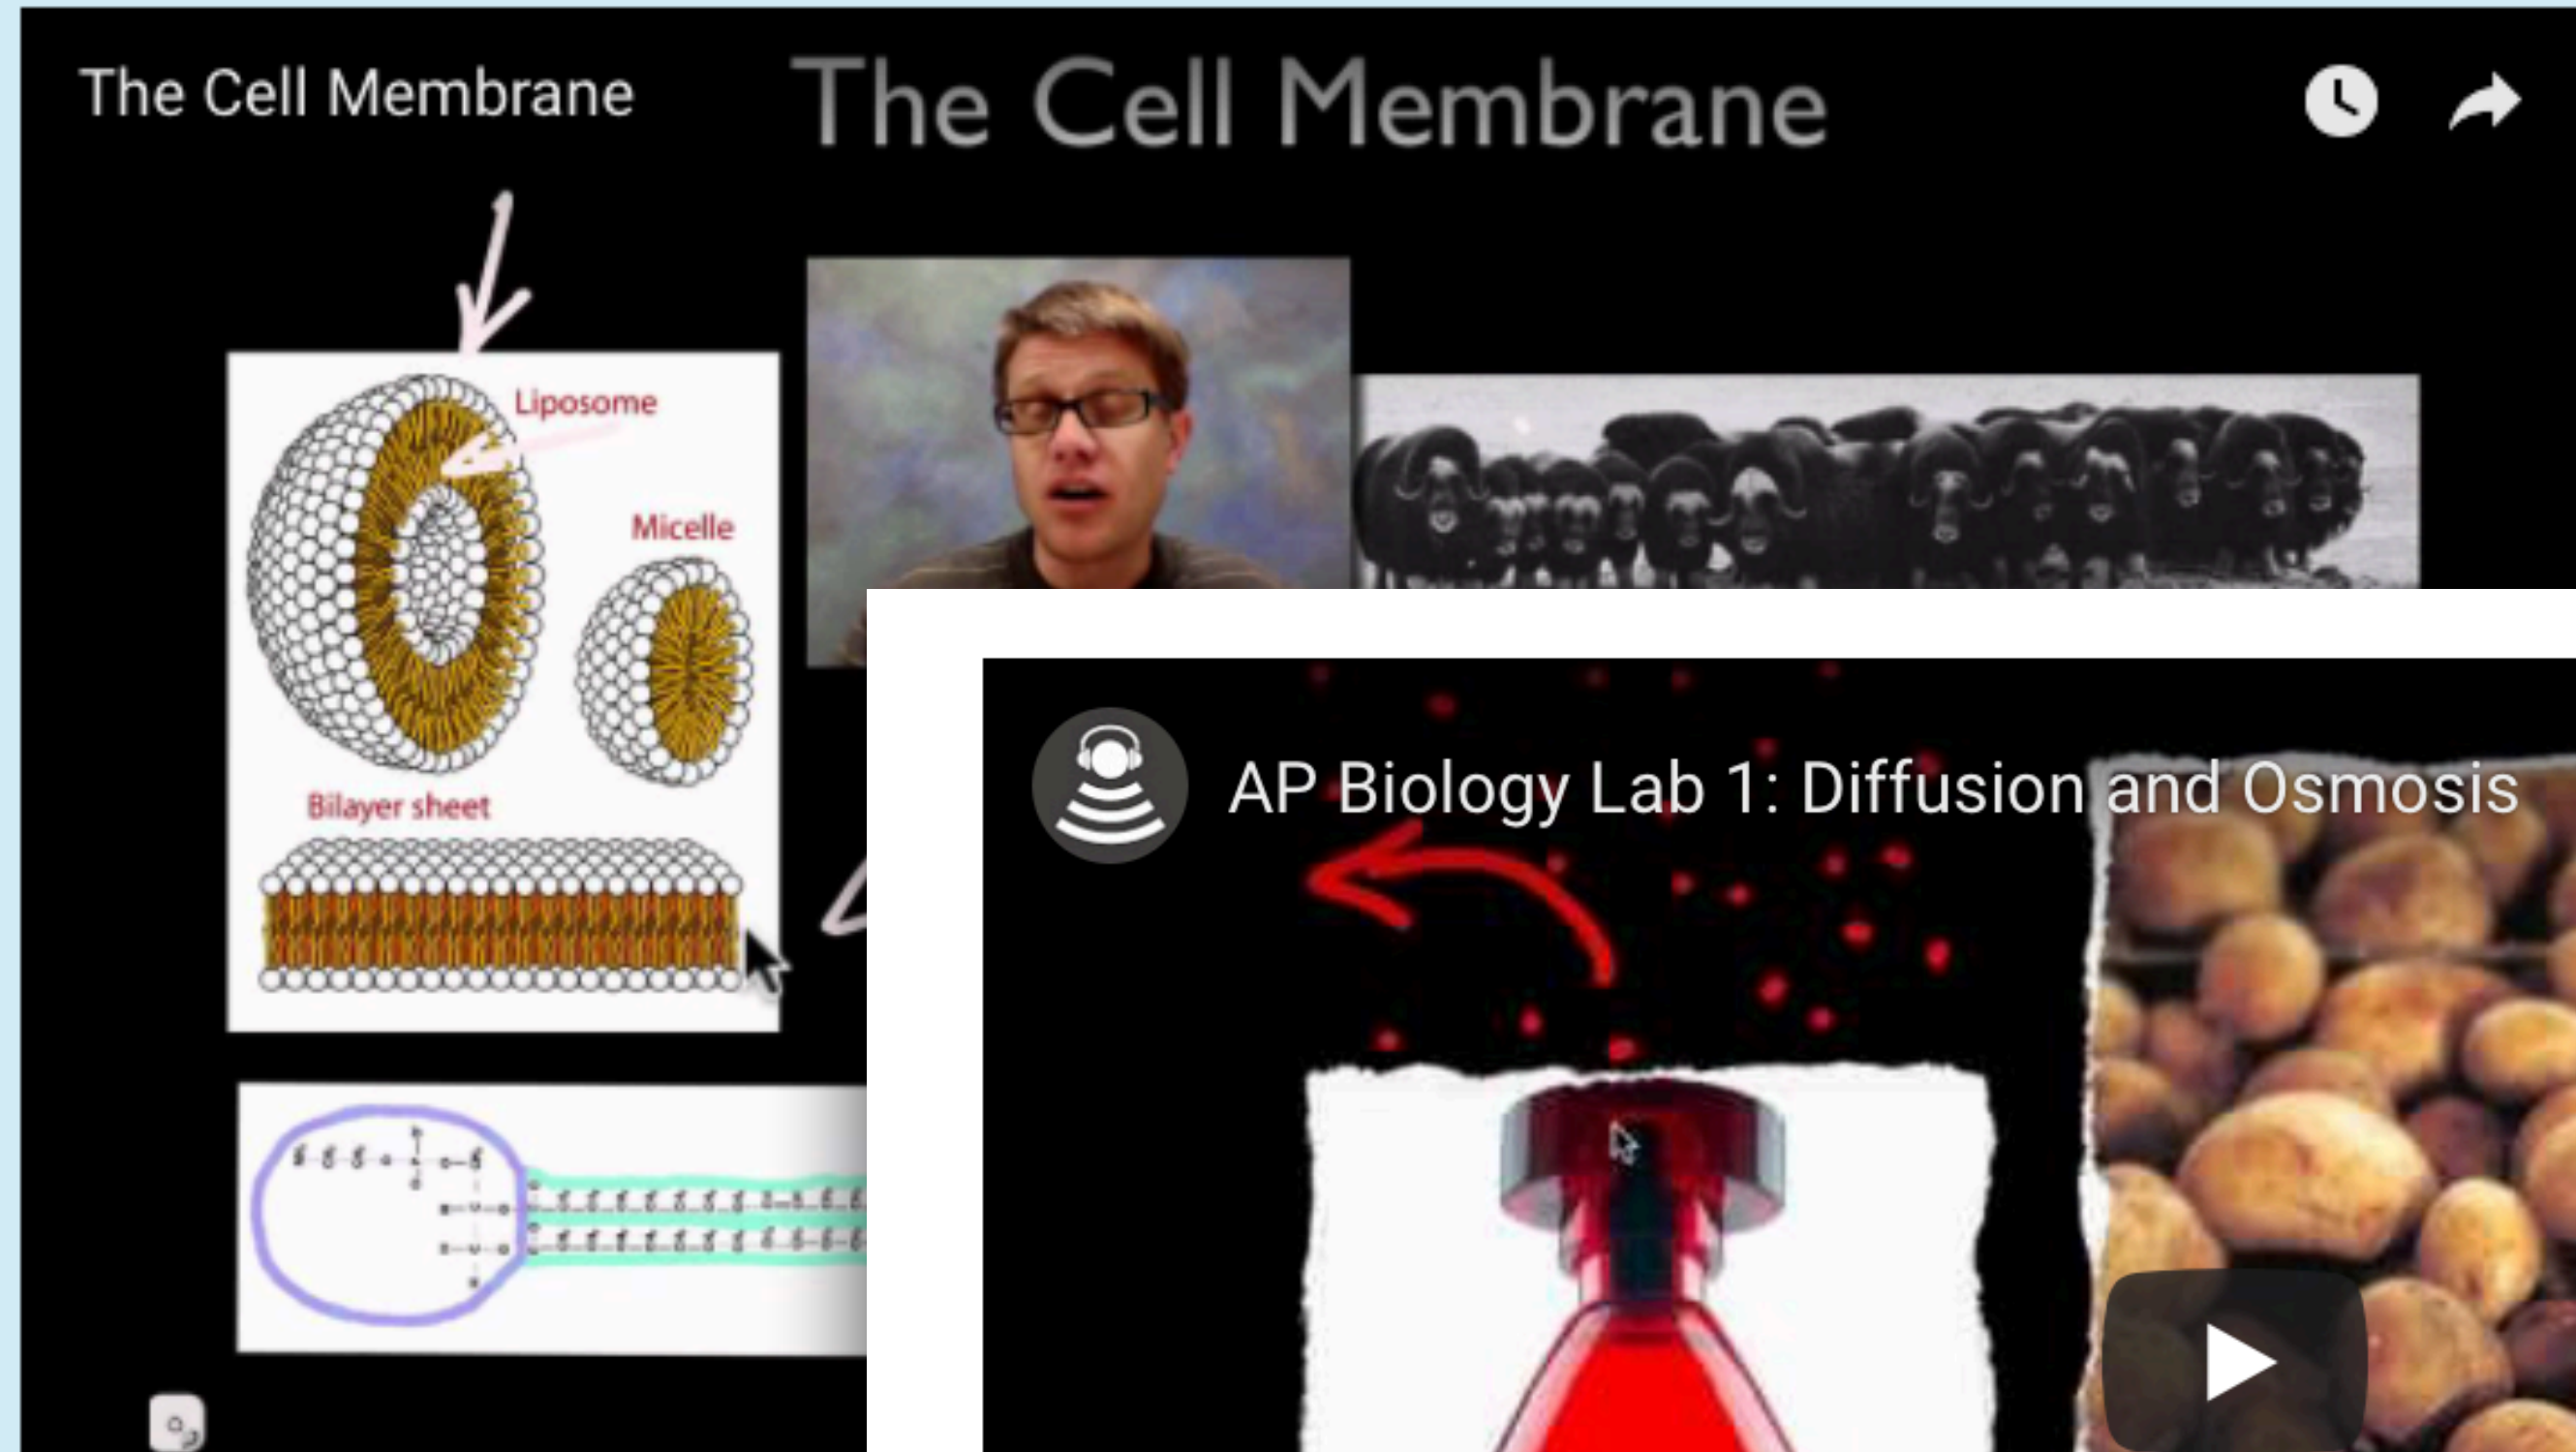 The Cell Membrane
The Cell Membrane
Liposome
Micelle
Bilayer sheet
AP Biology Lab 1: Diffusion and Osmosis